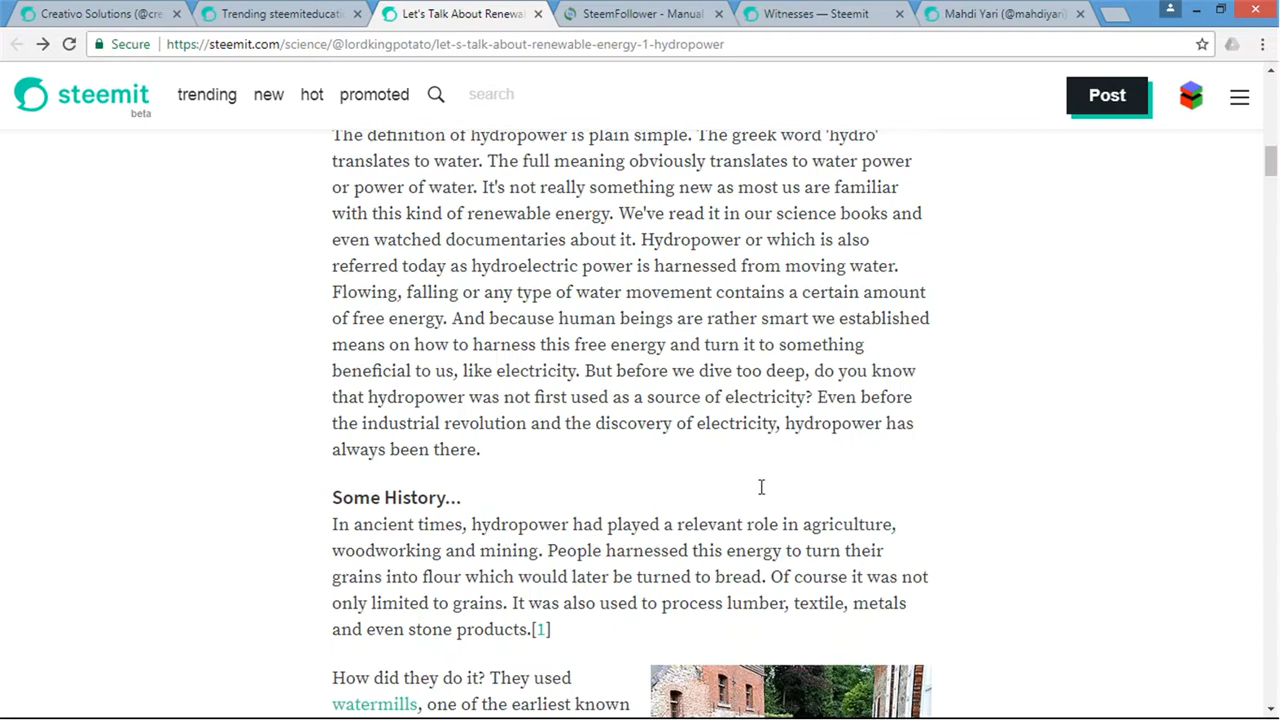 Creativo Solutions (@cre
Trending steemiteducati
Let's Talk About Renewa
SteemFollower - Manual
Witnesses — Steemit
Mahdi Yari (@mahdiyari)
Secure
https://steemit.com/science/@lordkingpotato/let-s-talk-about-renewable-energy-1-hydropower
steemit
beta
trending new hot promoted search Post
The definition of hydropower is plain simple. The greek word 'hydro'
translates to water. The full meaning obviously translates to water power
or power of water. It's not really something new as most us are familiar
with this kind of renewable energy. We've read it in our science books and
even watched documentaries about it. Hydropower or which is also
referred today as hydroelectric power is harnessed from moving water.
Flowing, falling or any type of water movement contains a certain amount
of free energy. And because human beings are rather smart we established
means on how to harness this free energy and turn it to something
beneficial to us, like electricity. But before we dive too deep, do you know
that hydropower was not first used as a source of electricity? Even before
the industrial revolution and the discovery of electricity, hydropower has
always been there.
Some History...
In ancient times, hydropower had played a relevant role in agriculture,
woodworking and mining. People harnessed this energy to turn their
grains into flour which would later be turned to bread. Of course it was not
only limited to grains. It was also used to process lumber, textile, metals
and even stone products.[1]
How did they do it? They used
watermills, one of the earliest known